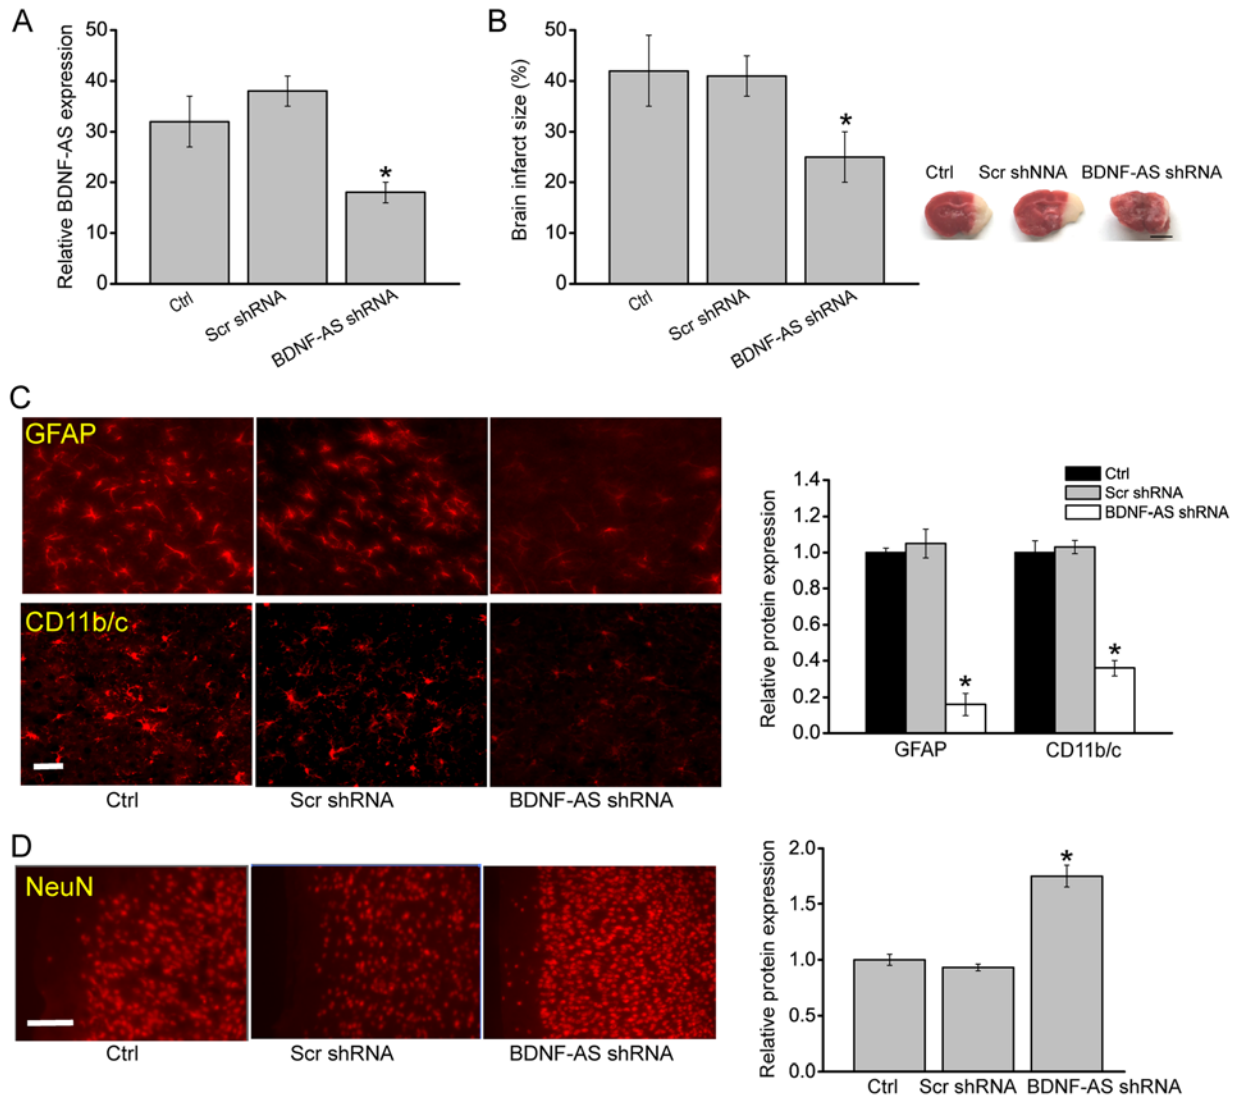 A
Relative BDNF-AS expression
50
40
30
20
10
0
*
Ctrl
Scr shRNA
BDNF-AS shRNA
B
Brain infarct size (%)
50
40
30
20
10
0
*
Ctrl
Scr shRNA
BDNF-AS shRNA
Ctrl Scr shNNA BDNF-AS shRNA
C
GFAP
CD11b/c
Ctrl Scr shRNA BDNF-AS shRNA
Relative protein expression
1.4
1.2
1.0
0.8
0.6
0.4
0.2
0.0
Ctrl
Scr shRNA
BDNF-AS shRNA
*
*
GFAP CD11b/c
D
NeuN
Ctrl Scr shRNA BDNF-AS shRNA
Relative protein expression
2.0
1.5
1.0
0.5
0.0
*
Ctrl Scr shRNA BDNF-AS shRNA